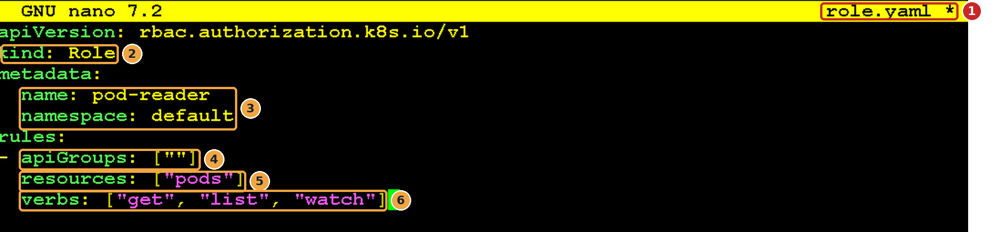 GNU nano 7.2 role.yaml * 1
apiVersion: rbac.authorization.k8s.io/v1
kind: Role 2
metadata:
name: pod-reader
3
namespace: default
rules:
- apiGroups: [""] 4
resources: ["pods"] 5
verbs: ["get", "list", "watch"] 6